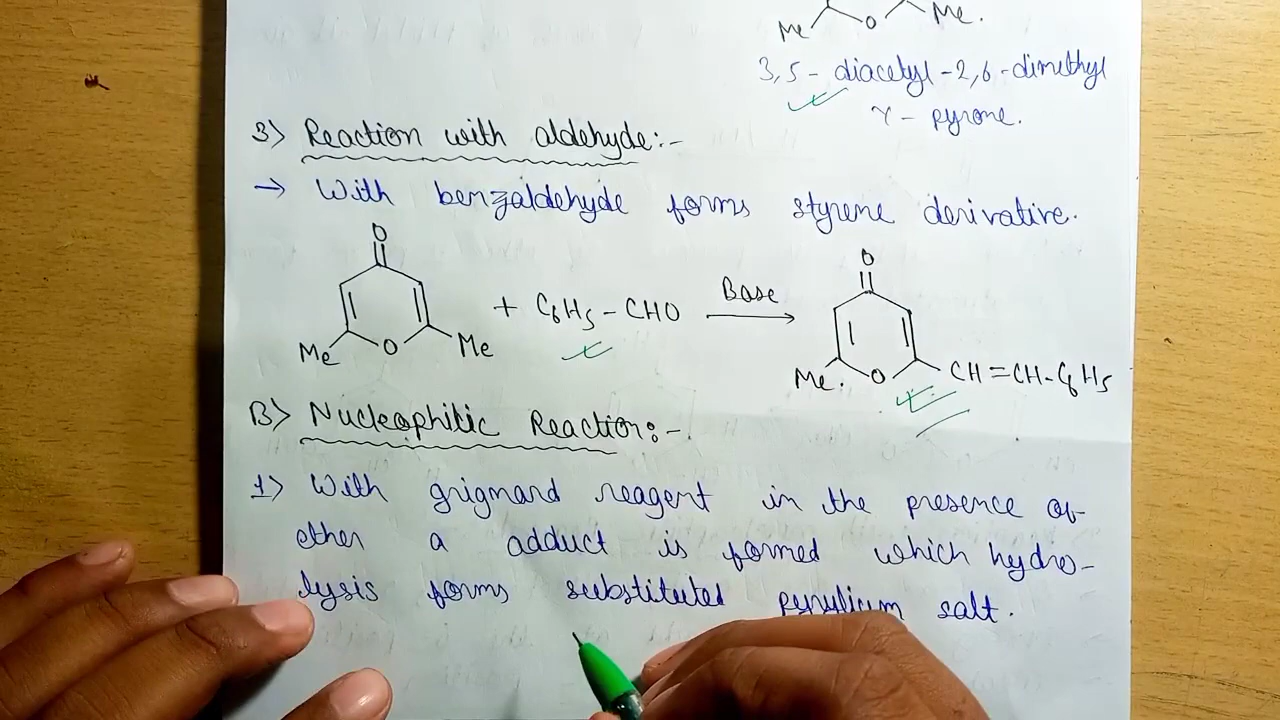 Me O Me.
3,5 - diacetyl - 2,6 - dimethyl
γ - pyrone.
3> Reaction with aldehyde:-
→ With benzaldehyde forms styrene derivative.
O
O
Me O Me + C6H5 - CHO Base →
Me. O CH = CH - C6H5
B> Nucleophilic Reaction:-
1> With grignard reagent in the presence of
ether a adduct is formed which hydro-
lysis forms substituted pyrylium salt.